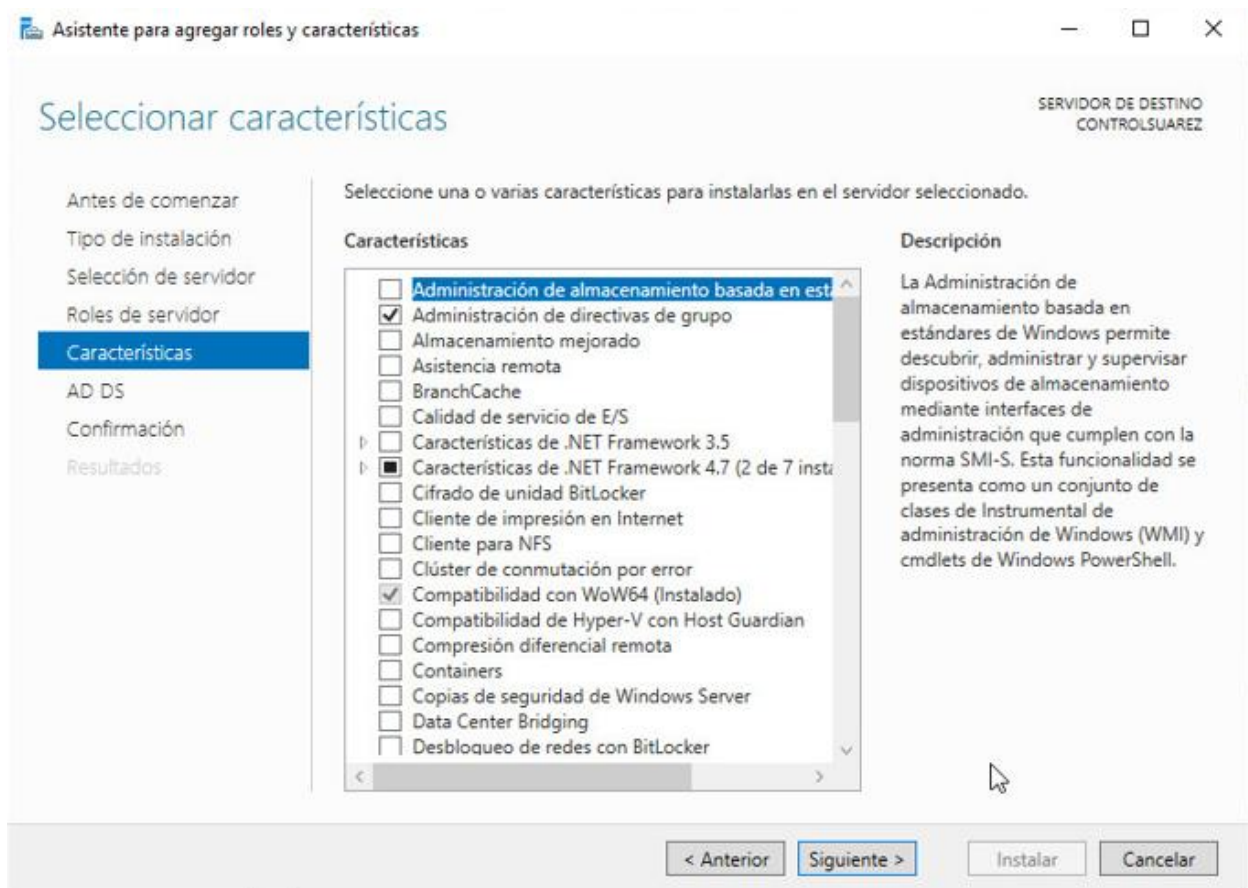 Asistente para agregar roles y características
Seleccionar características
SERVIDOR DE DESTINO
CONTROLSUAREZ
Antes de comenzar
Tipo de instalación
Selección de servidor
Roles de servidor
Características
AD DS
Confirmación
Resultados
Seleccione una o varias características para instalarlas en el servidor seleccionado.
Características
Administración de almacenamiento basada en está
Administración de directivas de grupo
Almacenamiento mejorado
Asistencia remota
BranchCache
Calidad de servicio de E/S
Características de .NET Framework 3.5
Características de .NET Framework 4.7 (2 de 7 insta
Cifrado de unidad BitLocker
Cliente de impresión en Internet
Cliente para NFS
Clúster de conmutación por error
Compatibilidad con WoW64 (Instalado)
Compatibilidad de Hyper-V con Host Guardian
Compresión diferencial remota
Containers
Copias de seguridad de Windows Server
Data Center Bridging
Desbloqueo de redes con BitLocker
Descripción
La Administración de
almacenamiento basada en
estándares de Windows permite
descubrir, administrar y supervisar
dispositivos de almacenamiento
mediante interfaces de
administración que cumplen con la
norma SMI-S. Esta funcionalidad se
presenta como un conjunto de
clases de Instrumental de
administración de Windows (WMI) y
cmdlets de Windows PowerShell.
< Anterior
Siguiente >
Instalar
Cancelar